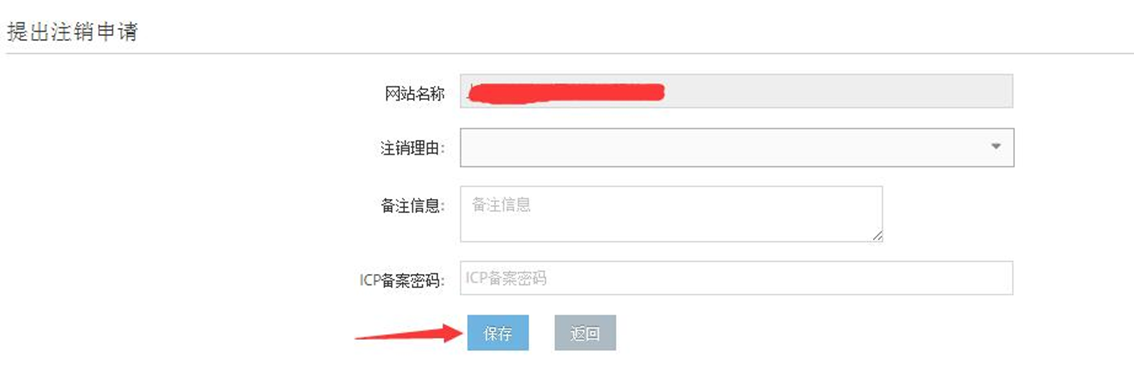 提出注销申请
网站名称
注销理由：
备注信息： 备注信息
ICP备案密码： ICP备案密码
保存 返回